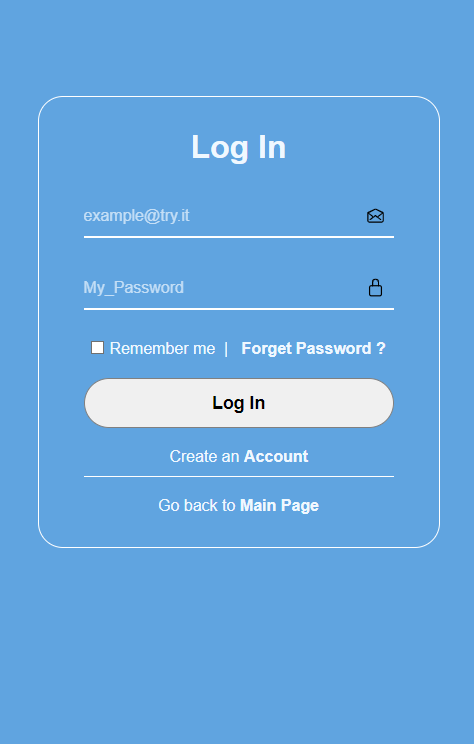 Log In
example@try.it
My_Password
Remember me | Forget Password ?
Log In
Create an Account
Go back to Main Page